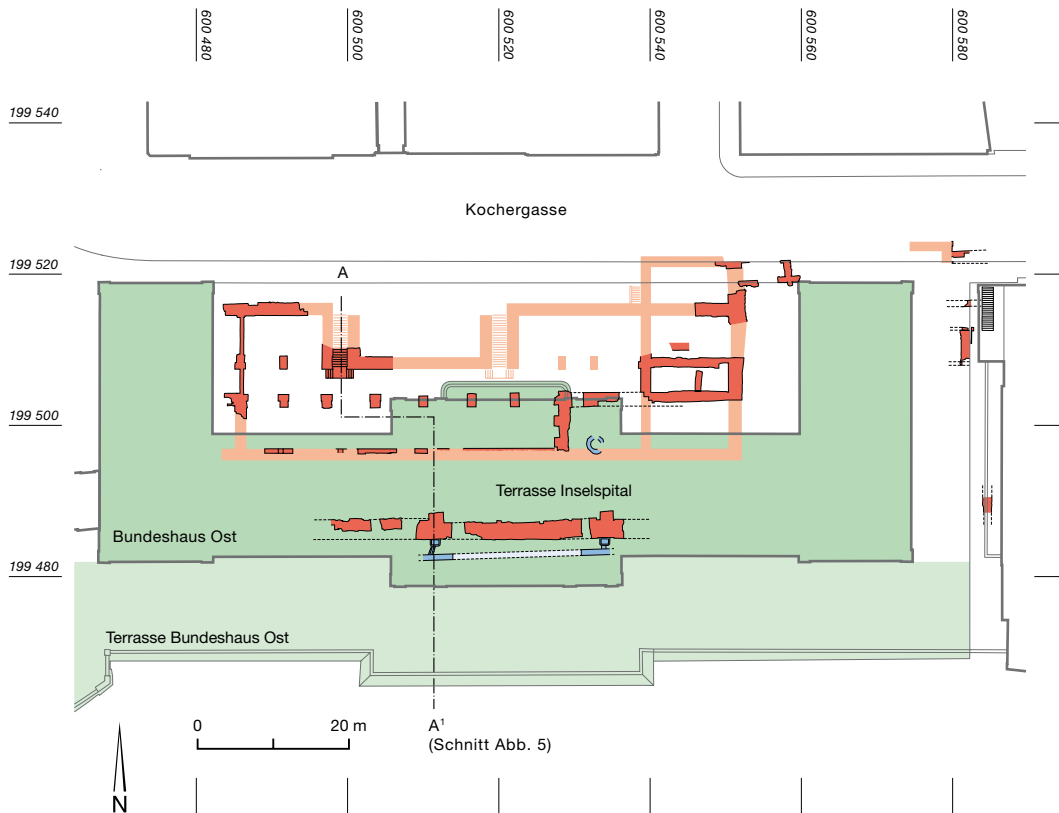 600 480
600 500
600 520
600 540
600 560
600 580
199 540
Kochergasse
199 520
A
199 500
Terrasse Inselspital
Bundeshaus Ost
199 480
Terrasse Bundeshaus Ost
0 20 m
A¹
(Schnitt Abb. 5)
N